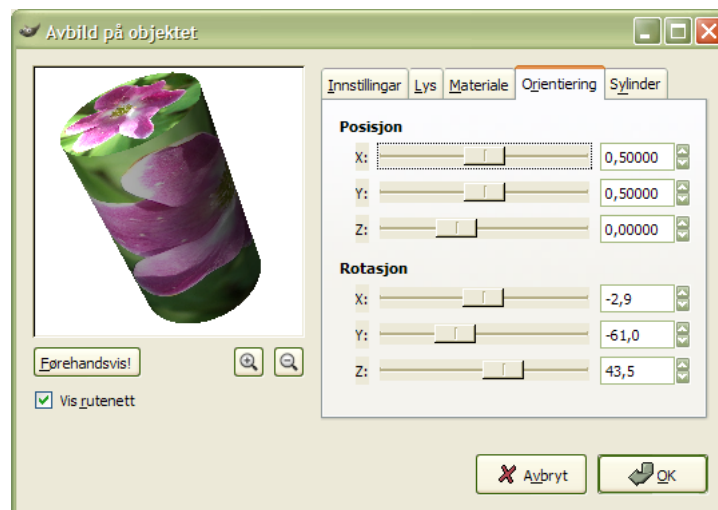 Avbild på objektet
Innstillingar Lys Materiale Orientiering Sylinder
Posisjon
X: 0,50000
Y: 0,50000
Z: 0,00000
Rotasjon
X: -2,9
Y: -61,0
Z: 43,5
Førehandsvis!
Vis rutenett
Avbryt OK